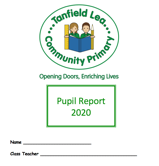 Tanfield Lea
Community Primary
Opening Doors, Enriching Lives
Pupil Report
2020
Name:
Class Teacher: